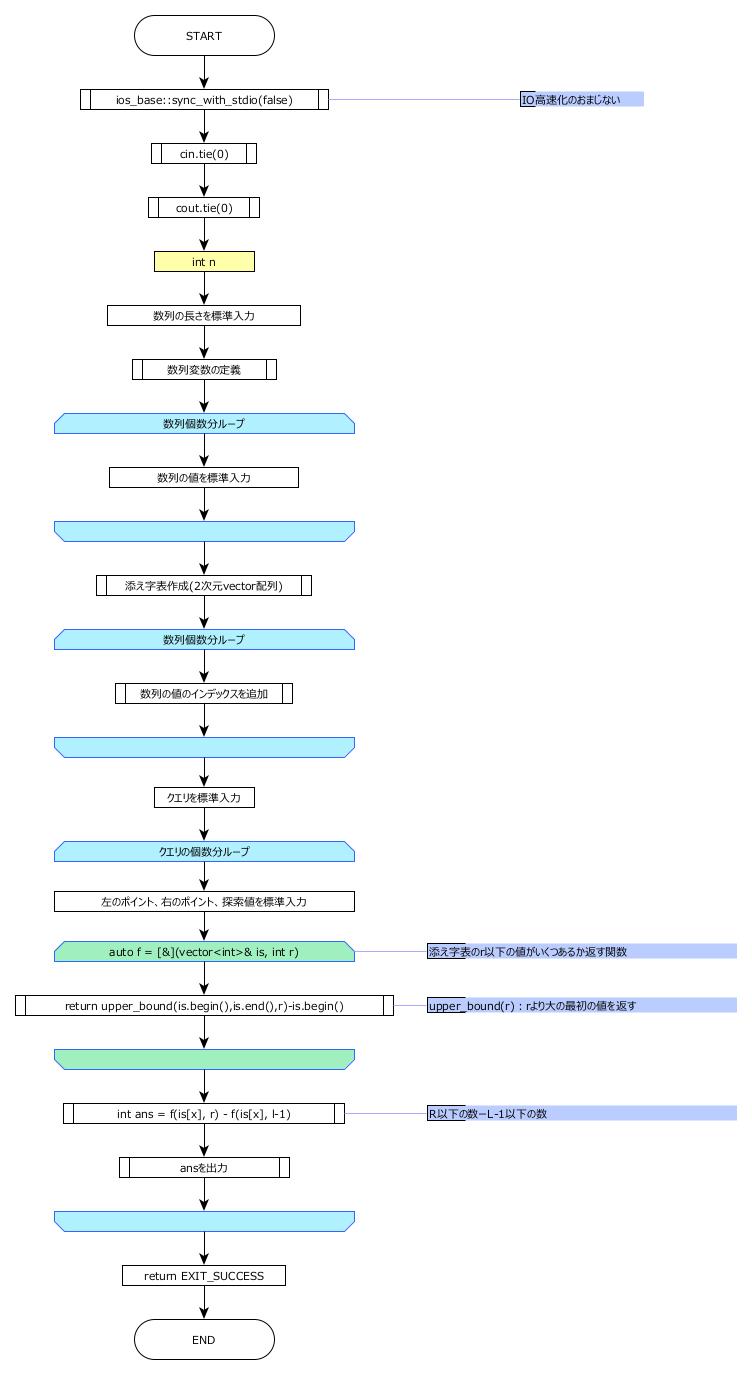 START
ios_base::sync_with_stdio(false)
IO高速化のおまじない
cin.tie(0)
cout.tie(0)
int n
数列の長さを標準入力
数列変数の定義
数列個数分ループ
数列の値を標準入力
添え字表作成(2次元vector配列)
数列個数分ループ
数列の値のインデックスを追加
クエリを標準入力
クエリの個数分ループ
左のポイント、右のポイント、探索値を標準入力
auto f = [&](vector<int>& is, int r)
添え字表のr以下の値がいくつあるか返す関数
return upper_bound(is.begin(),is.end(),r)-is.begin()
upper_bound(r) : rより大の最初の値を返す
int ans = f(is[x], r) - f(is[x], l-1)
R以下の数−L-1以下の数
ansを出力
return EXIT_SUCCESS
END